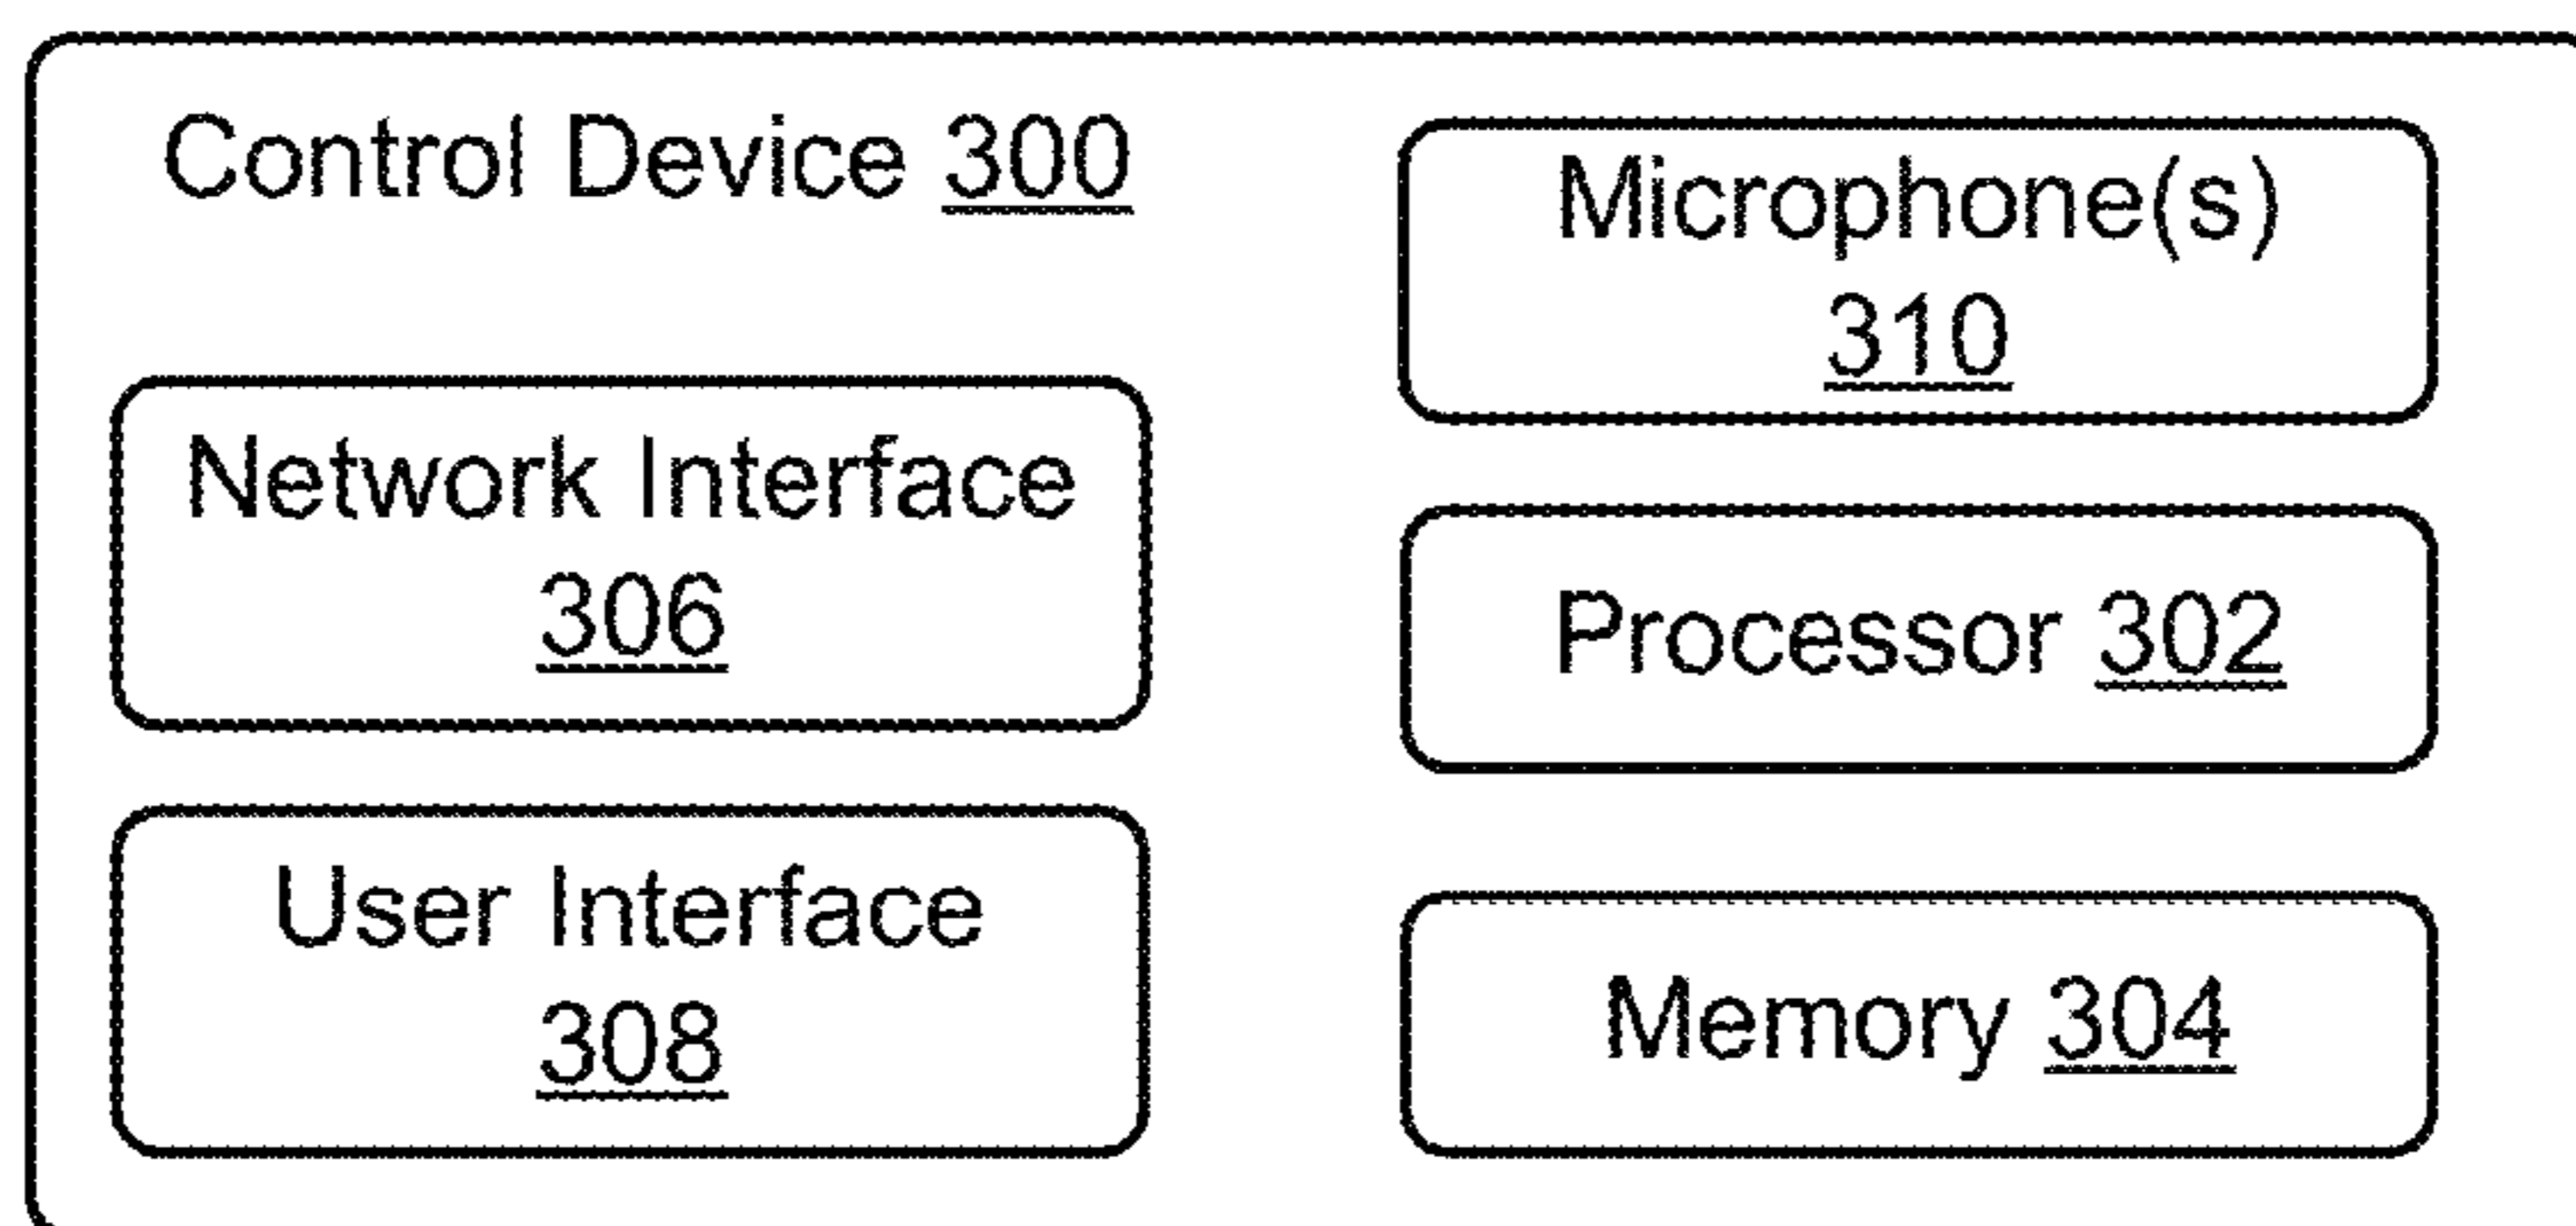 Control Device 300
Network Interface
306
User Interface
308
Microphone(s)
310
Processor 302
Memory 304